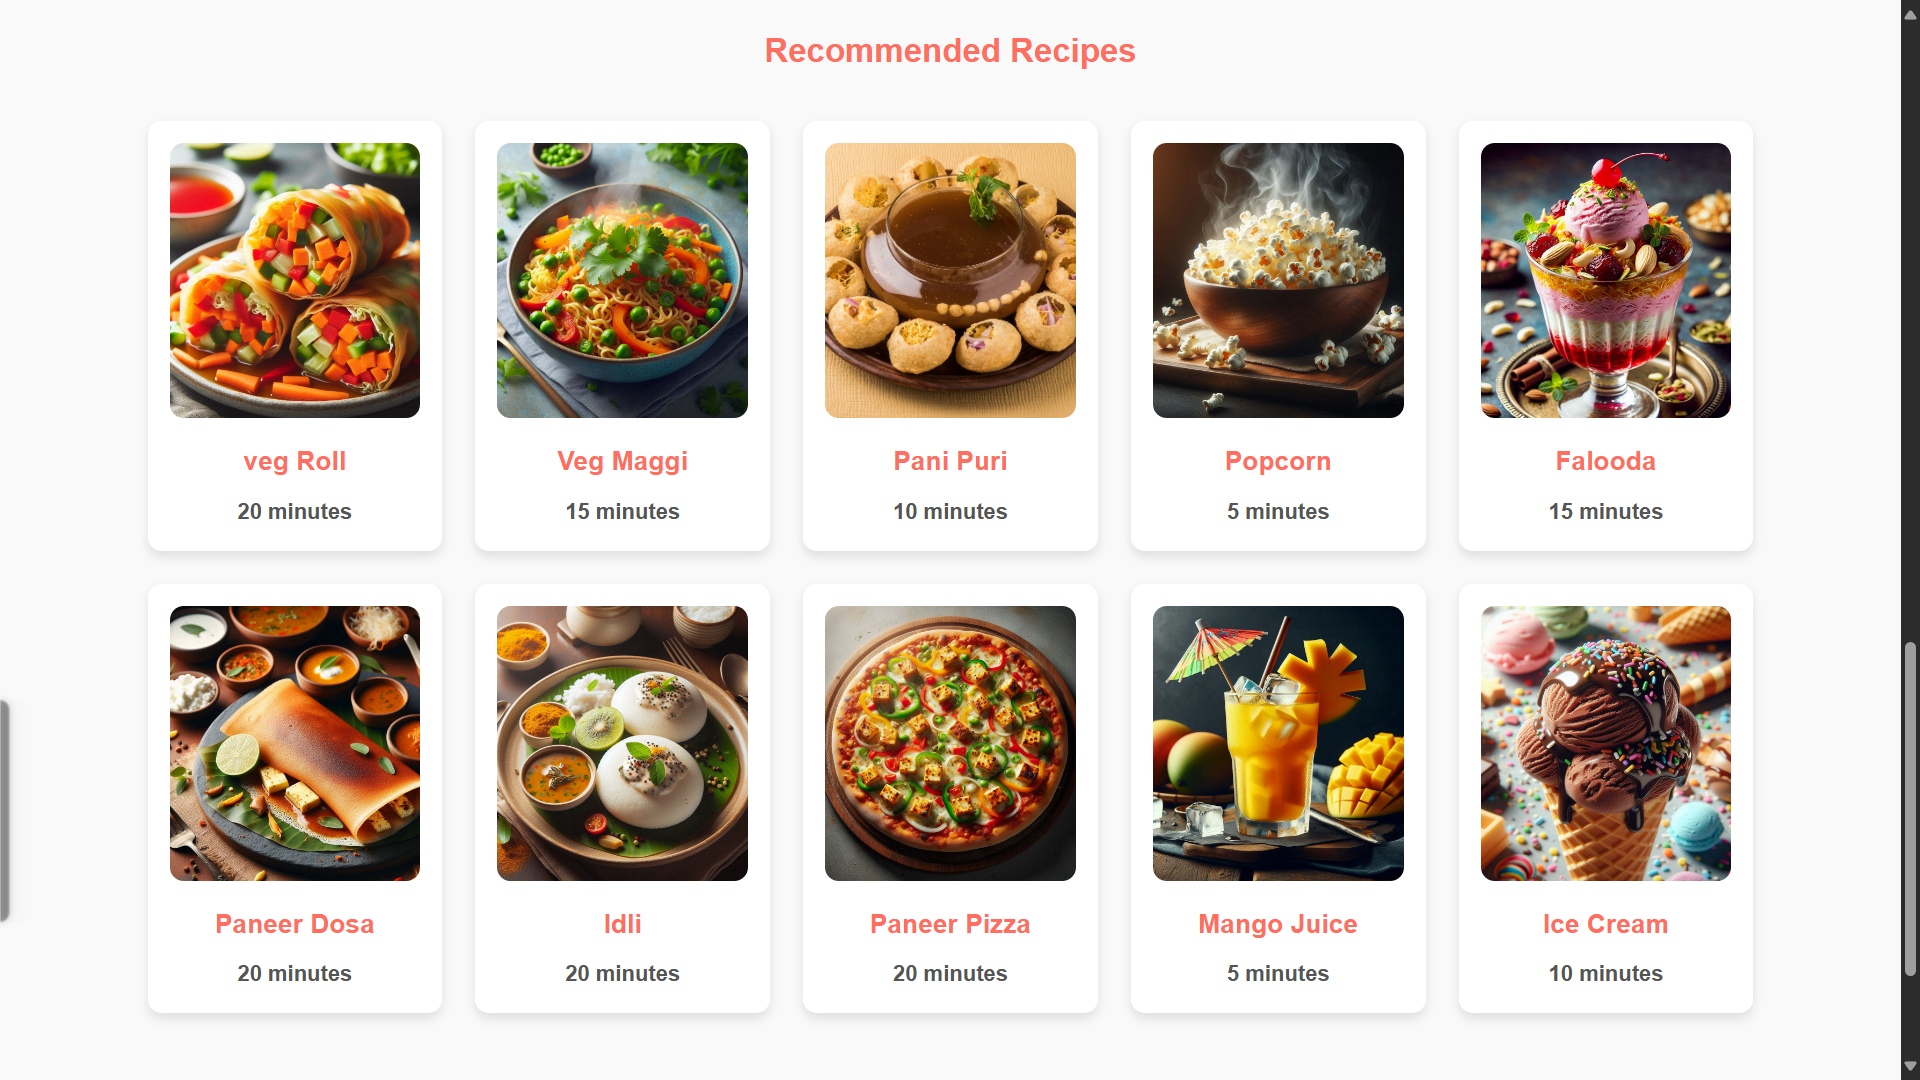 Recommended Recipes
veg Roll
20 minutes
Veg Maggi
15 minutes
Pani Puri
10 minutes
Popcorn
5 minutes
Falooda
15 minutes
Paneer Dosa
20 minutes
Idli
20 minutes
Paneer Pizza
20 minutes
Mango Juice
5 minutes
Ice Cream
10 minutes